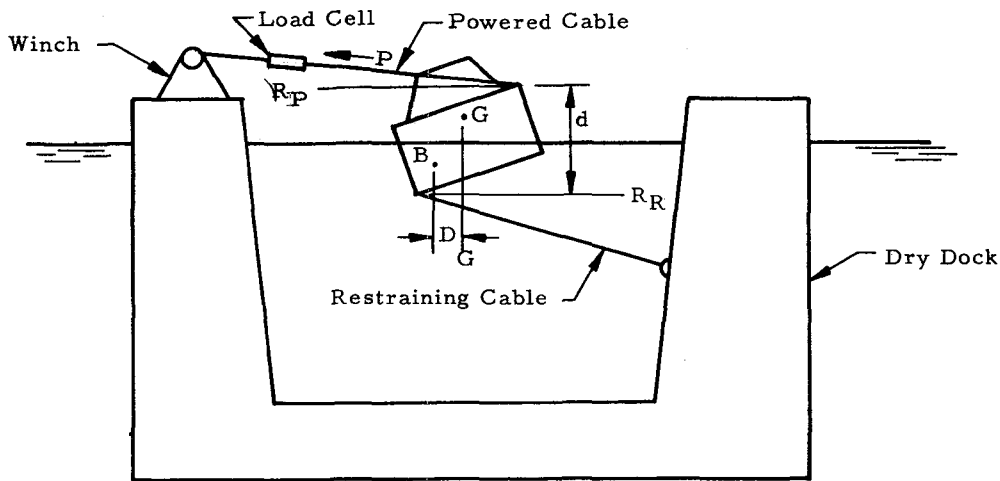 Load Cell
Powered Cable
Winch
P
R_P
d
G
B
R_R
D
G
Dry Dock
Restraining Cable